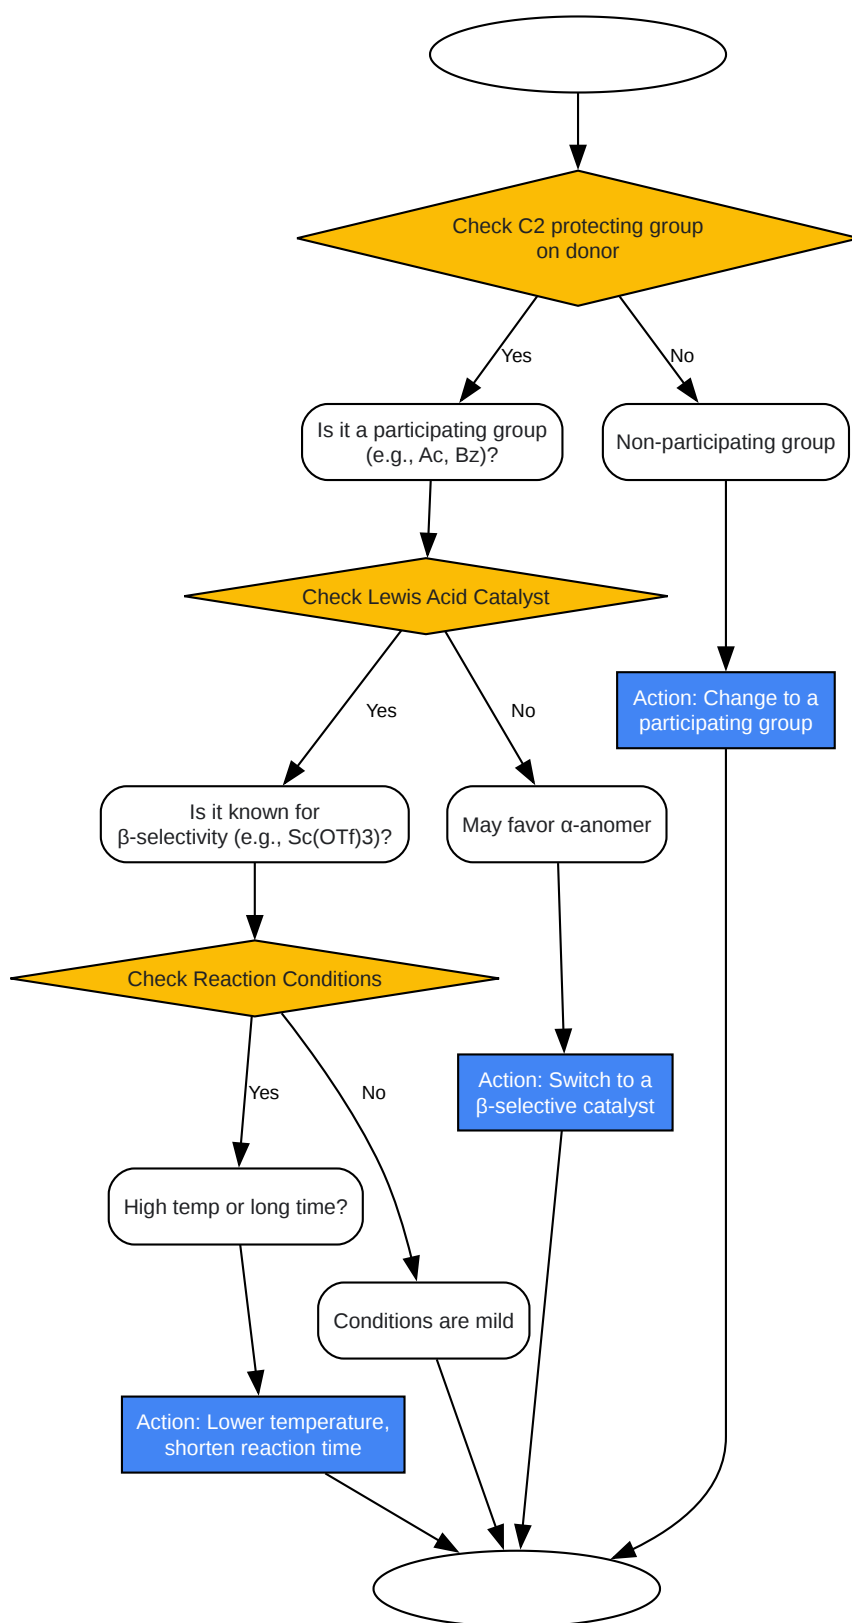 Check C2 protecting group
on donor
Yes
No
Is it a participating group
(e.g., Ac, Bz)?
Non-participating group
Check Lewis Acid Catalyst
Action: Change to a
participating group
Yes
No
Is it known for
β-selectivity (e.g., Sc(OTf)3)?
May favor α-anomer
Check Reaction Conditions
Action: Switch to a
β-selective catalyst
Yes
No
High temp or long time?
Conditions are mild
Action: Lower temperature,
shorten reaction time